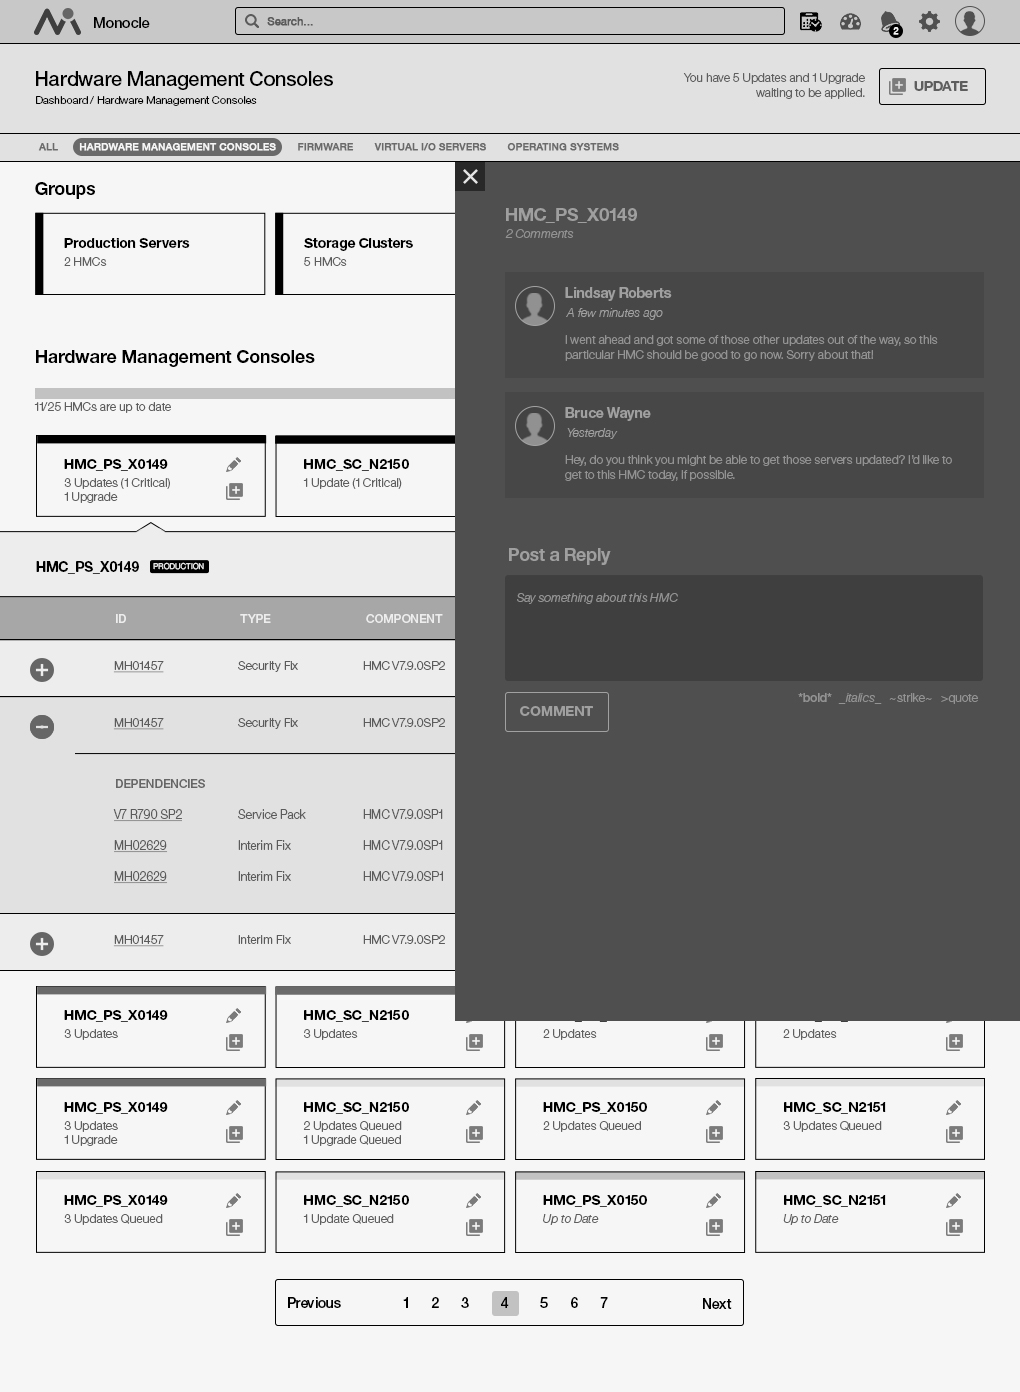 Monocle
Search...
2
Hardware Management Consoles
Dashboard / Hardware Management Consoles
You have 5 Updates and 1 Upgrade
waiting to be applied.
UPDATE
ALL
HARDWARE MANAGEMENT CONSOLES
FIRMWARE
VIRTUAL I/O SERVERS
OPERATING SYSTEMS
Groups
Production Servers
2 HMCs
Storage Clusters
5 HMCs
Hardware Management Consoles
11/25 HMCs are up to date
HMC_PS_X0149
3 Updates (1 Critical)
1 Upgrade
HMC_SC_N2150
1 Update (1 Critical)
HMC_PS_X0149
PRODUCTION
ID TYPE COMPONENT
MH01457 Security Fix HMC V7.9.0SP2
MH01457 Security Fix HMC V7.9.0SP2
DEPENDENCIES
V7 R790 SP2 Service Pack HMC V7.9.0SP1
MH02629 Interim Fix HMC V7.9.0SP1
MH02629 Interim Fix HMC V7.9.0SP1
MH01457 Interim Fix HMC V7.9.0SP2
HMC_PS_X0149
2 Comments
Lindsay Roberts
A few minutes ago
I went ahead and got some of those other updates out of the way, so this
particular HMC should be good to go now. Sorry about that!
Bruce Wayne
Yesterday
Hey, do you think you might be able to get those servers updated? I'd like to
get to this HMC today, if possible.
Post a Reply
Say something about this HMC
COMMENT
*bold* _italics_ ~strike~ >quote
HMC_PS_X0149
3 Updates
HMC_SC_N2150
3 Updates
2 Updates
2 Updates
HMC_PS_X0149
3 Updates
1 Upgrade
HMC_SC_N2150
2 Updates Queued
1 Upgrade Queued
HMC_PS_X0150
2 Updates Queued
HMC_SC_N2151
3 Updates Queued
HMC_PS_X0149
3 Updates Queued
HMC_SC_N2150
1 Update Queued
HMC_PS_X0150
Up to Date
HMC_SC_N2151
Up to Date
Previous 1 2 3 4 5 6 7 Next